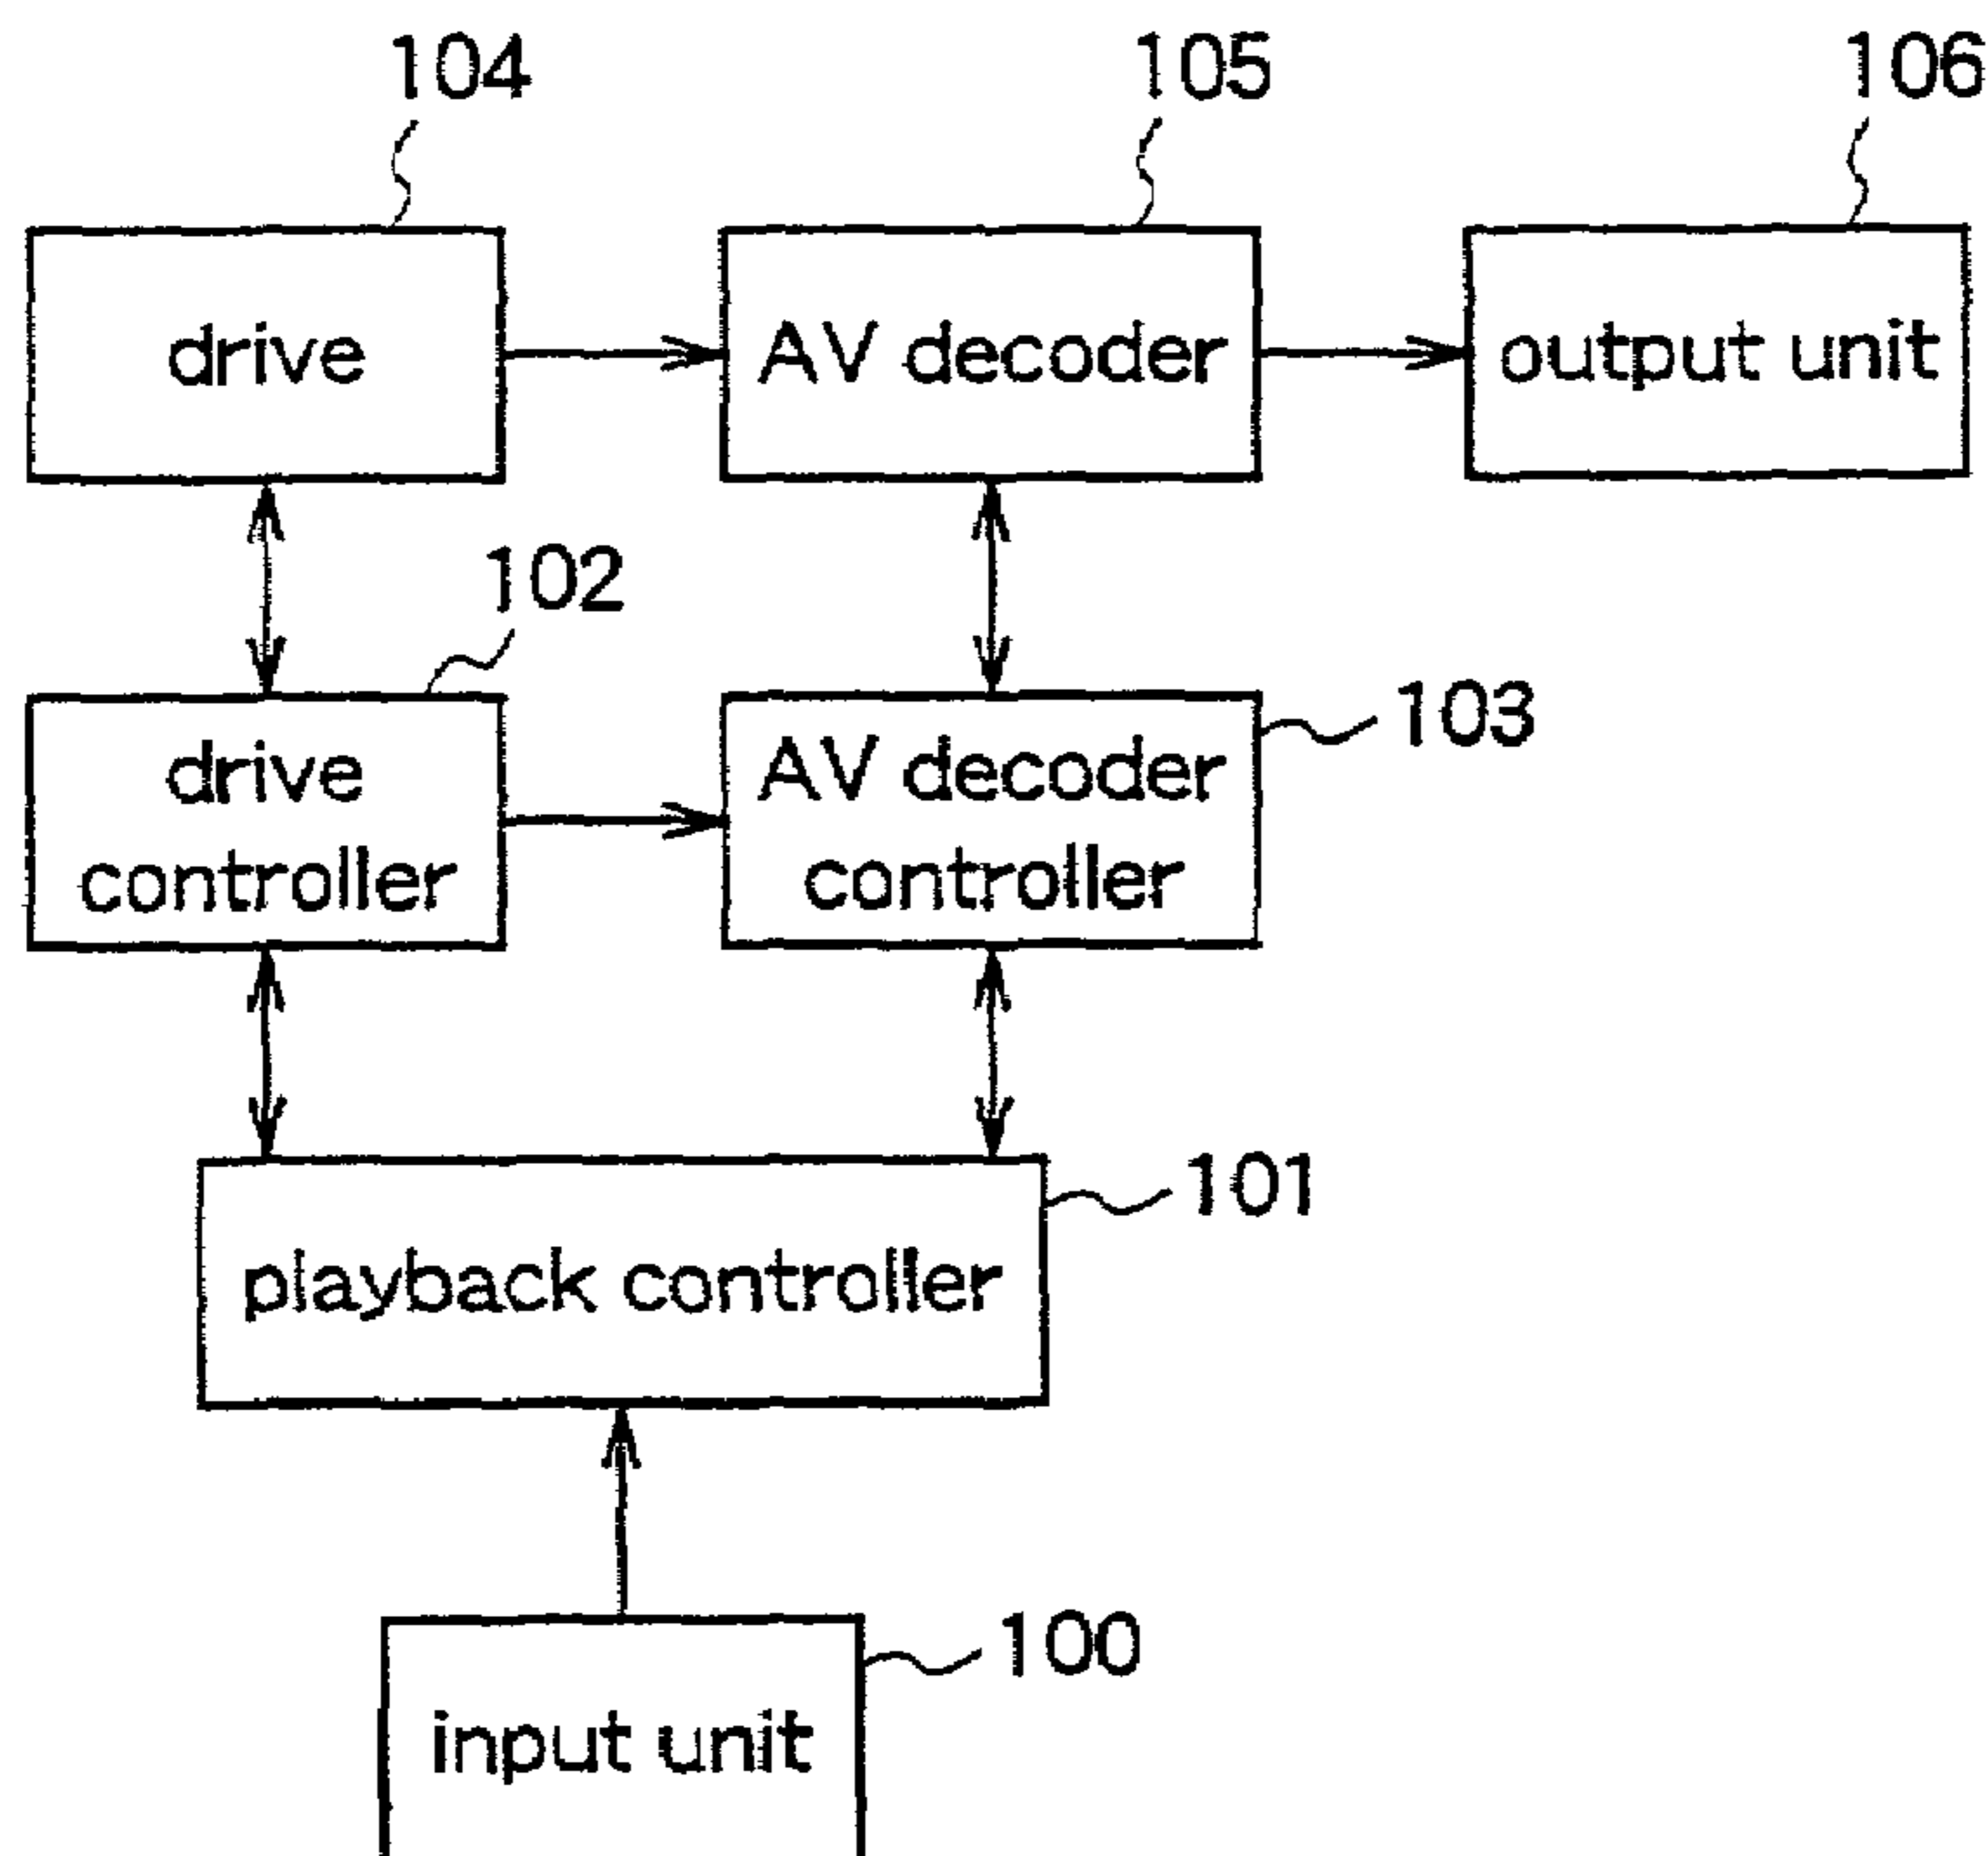 104
105
106
drive
AV decoder
output unit
102
103
drive
controller
AV decoder
controller
101
playback controller
100
input unit